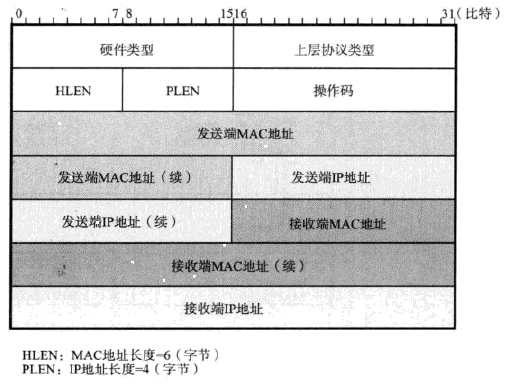 0 7 8 1516 31(比特)
硬件类型 上层协议类型
HLEN PLEN 操作码
发送端MAC地址
发送端MAC地址(续) 发送端IP地址
发送端IP地址(续) 接收端MAC地址
接收端MAC地址(续)
接收端IP地址
HLEN:MAC地址长度=6(字节)
PLEN:IP地址长度=4(字节)